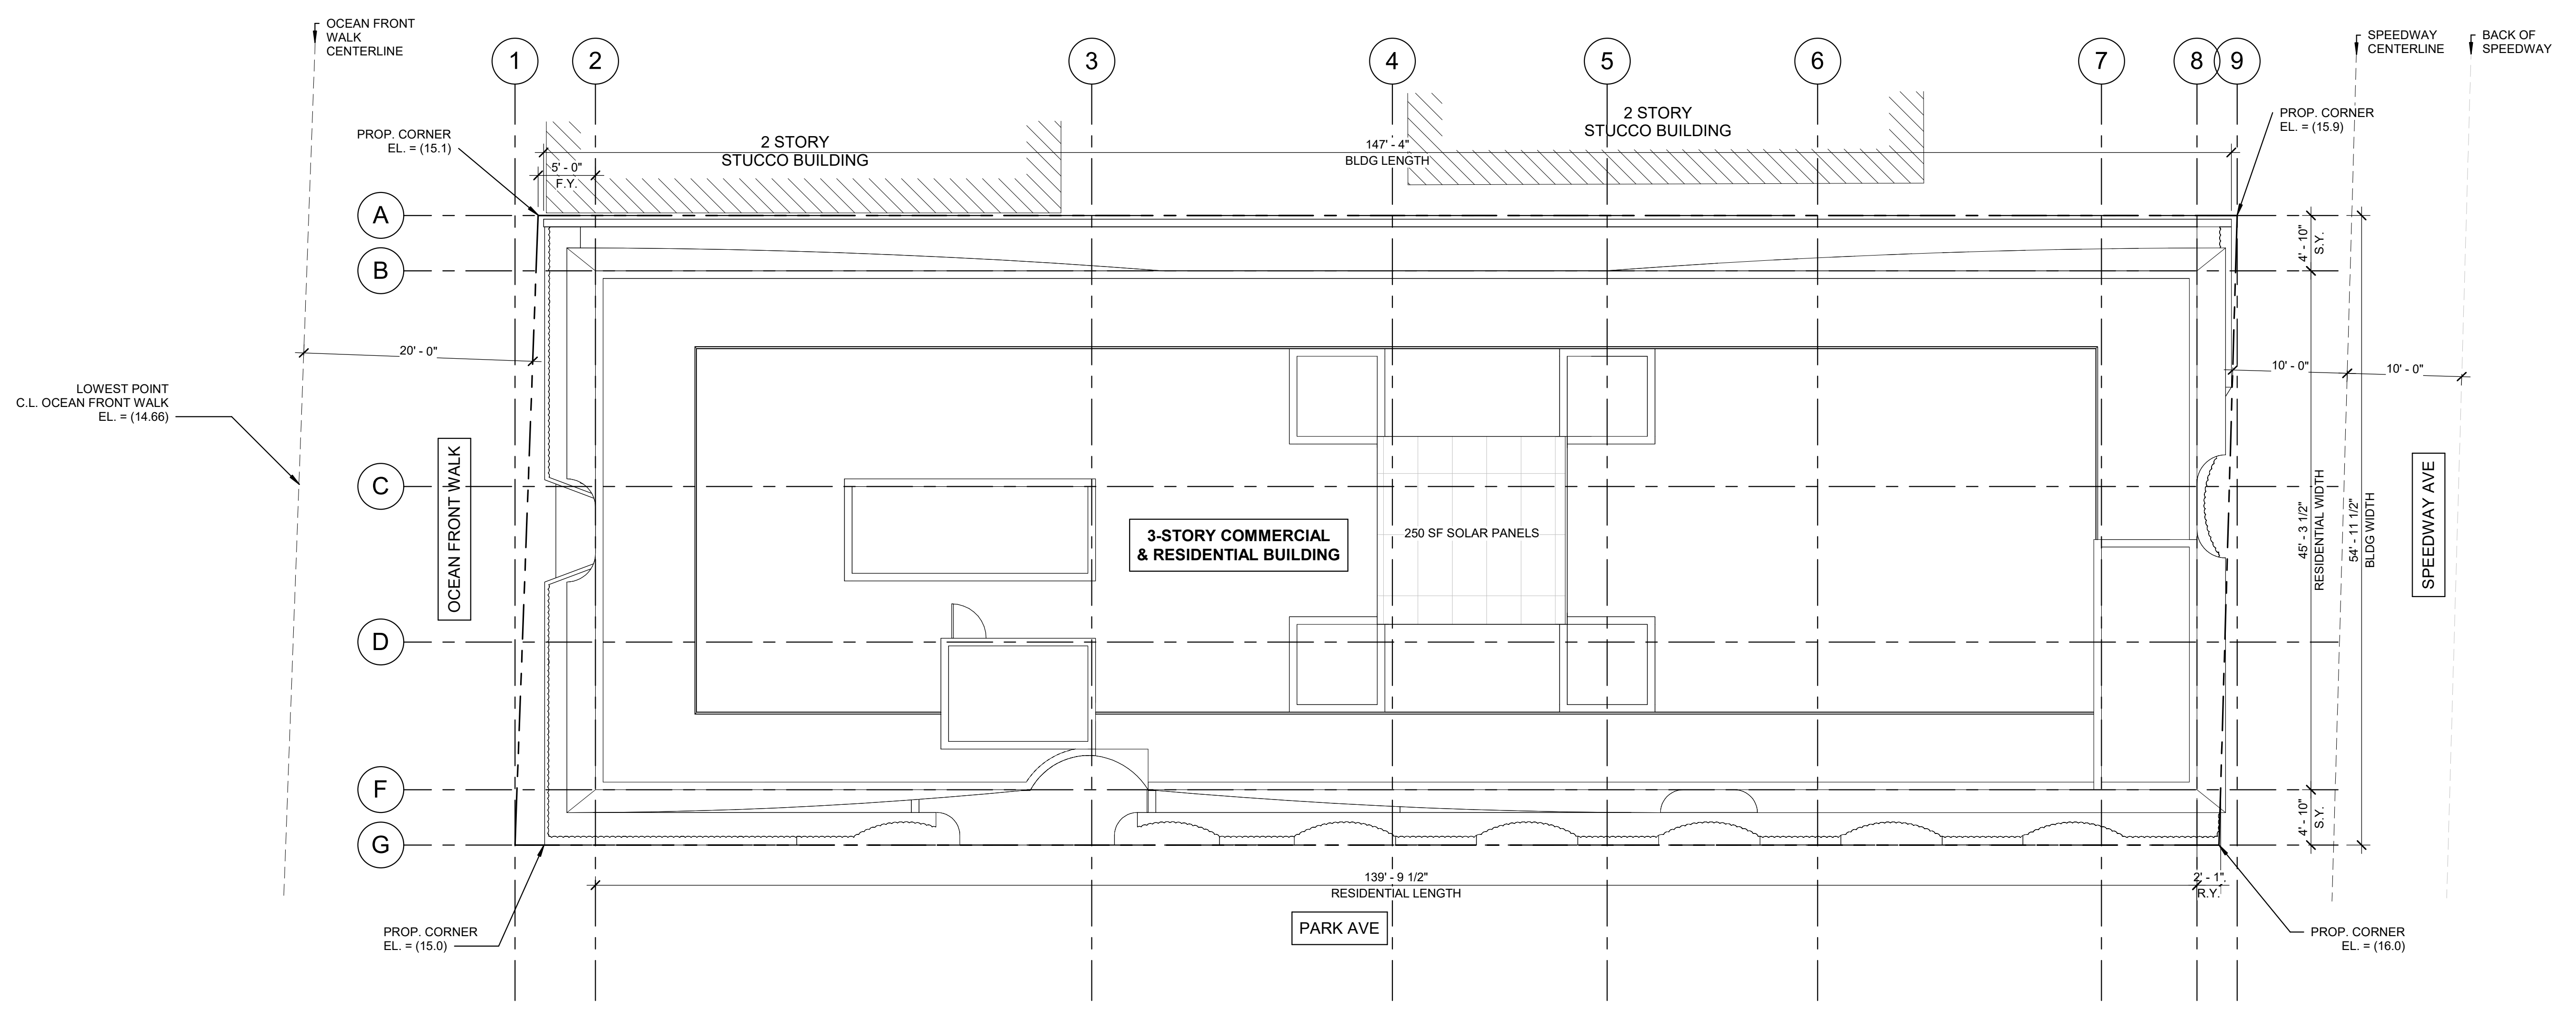 OCEAN FRONT
WALK
CENTERLINE
SPEEDWAY
CENTERLINE
BACK OF
SPEEDWAY
1
2
3
4
5
6
7
8
9
PROP. CORNER
EL. = (15.1)
2 STORY
STUCCO BUILDING
2 STORY
STUCCO BUILDING
PROP. CORNER
EL. = (15.9)
147' - 4"
BLDG LENGTH
5' - 0"
F.Y.
A
B
4' - 10"
S.Y.
20' - 0"
10' - 0"
10' - 0"
LOWEST POINT
C.L. OCEAN FRONT WALK
EL. = (14.66)
OCEAN FRONT WALK
C
3-STORY COMMERCIAL
& RESIDENTIAL BUILDING
250 SF SOLAR PANELS
45' - 3 1/2"
RESIDENTIAL WIDTH
54' - 11 1/2"
BLDG WIDTH
SPEEDWAY AVE
D
F
G
4' - 10"
S.Y.
139' - 9 1/2"
RESIDENTIAL LENGTH
2' - 1"
R.Y.
PARK AVE
PROP. CORNER
EL. = (15.0)
PROP. CORNER
EL. = (16.0)